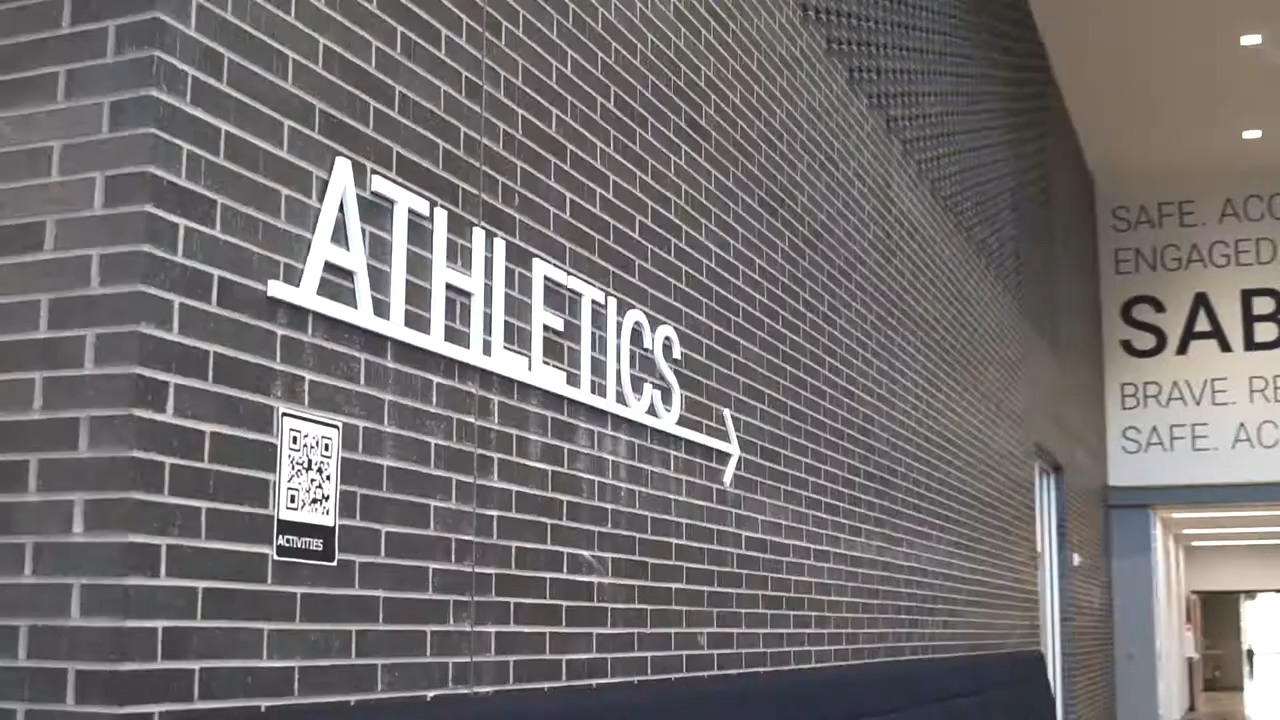 ATHLETICS
ACTIVITIES
SAFE.
ENGAGED
BRAVE.
SAFE.